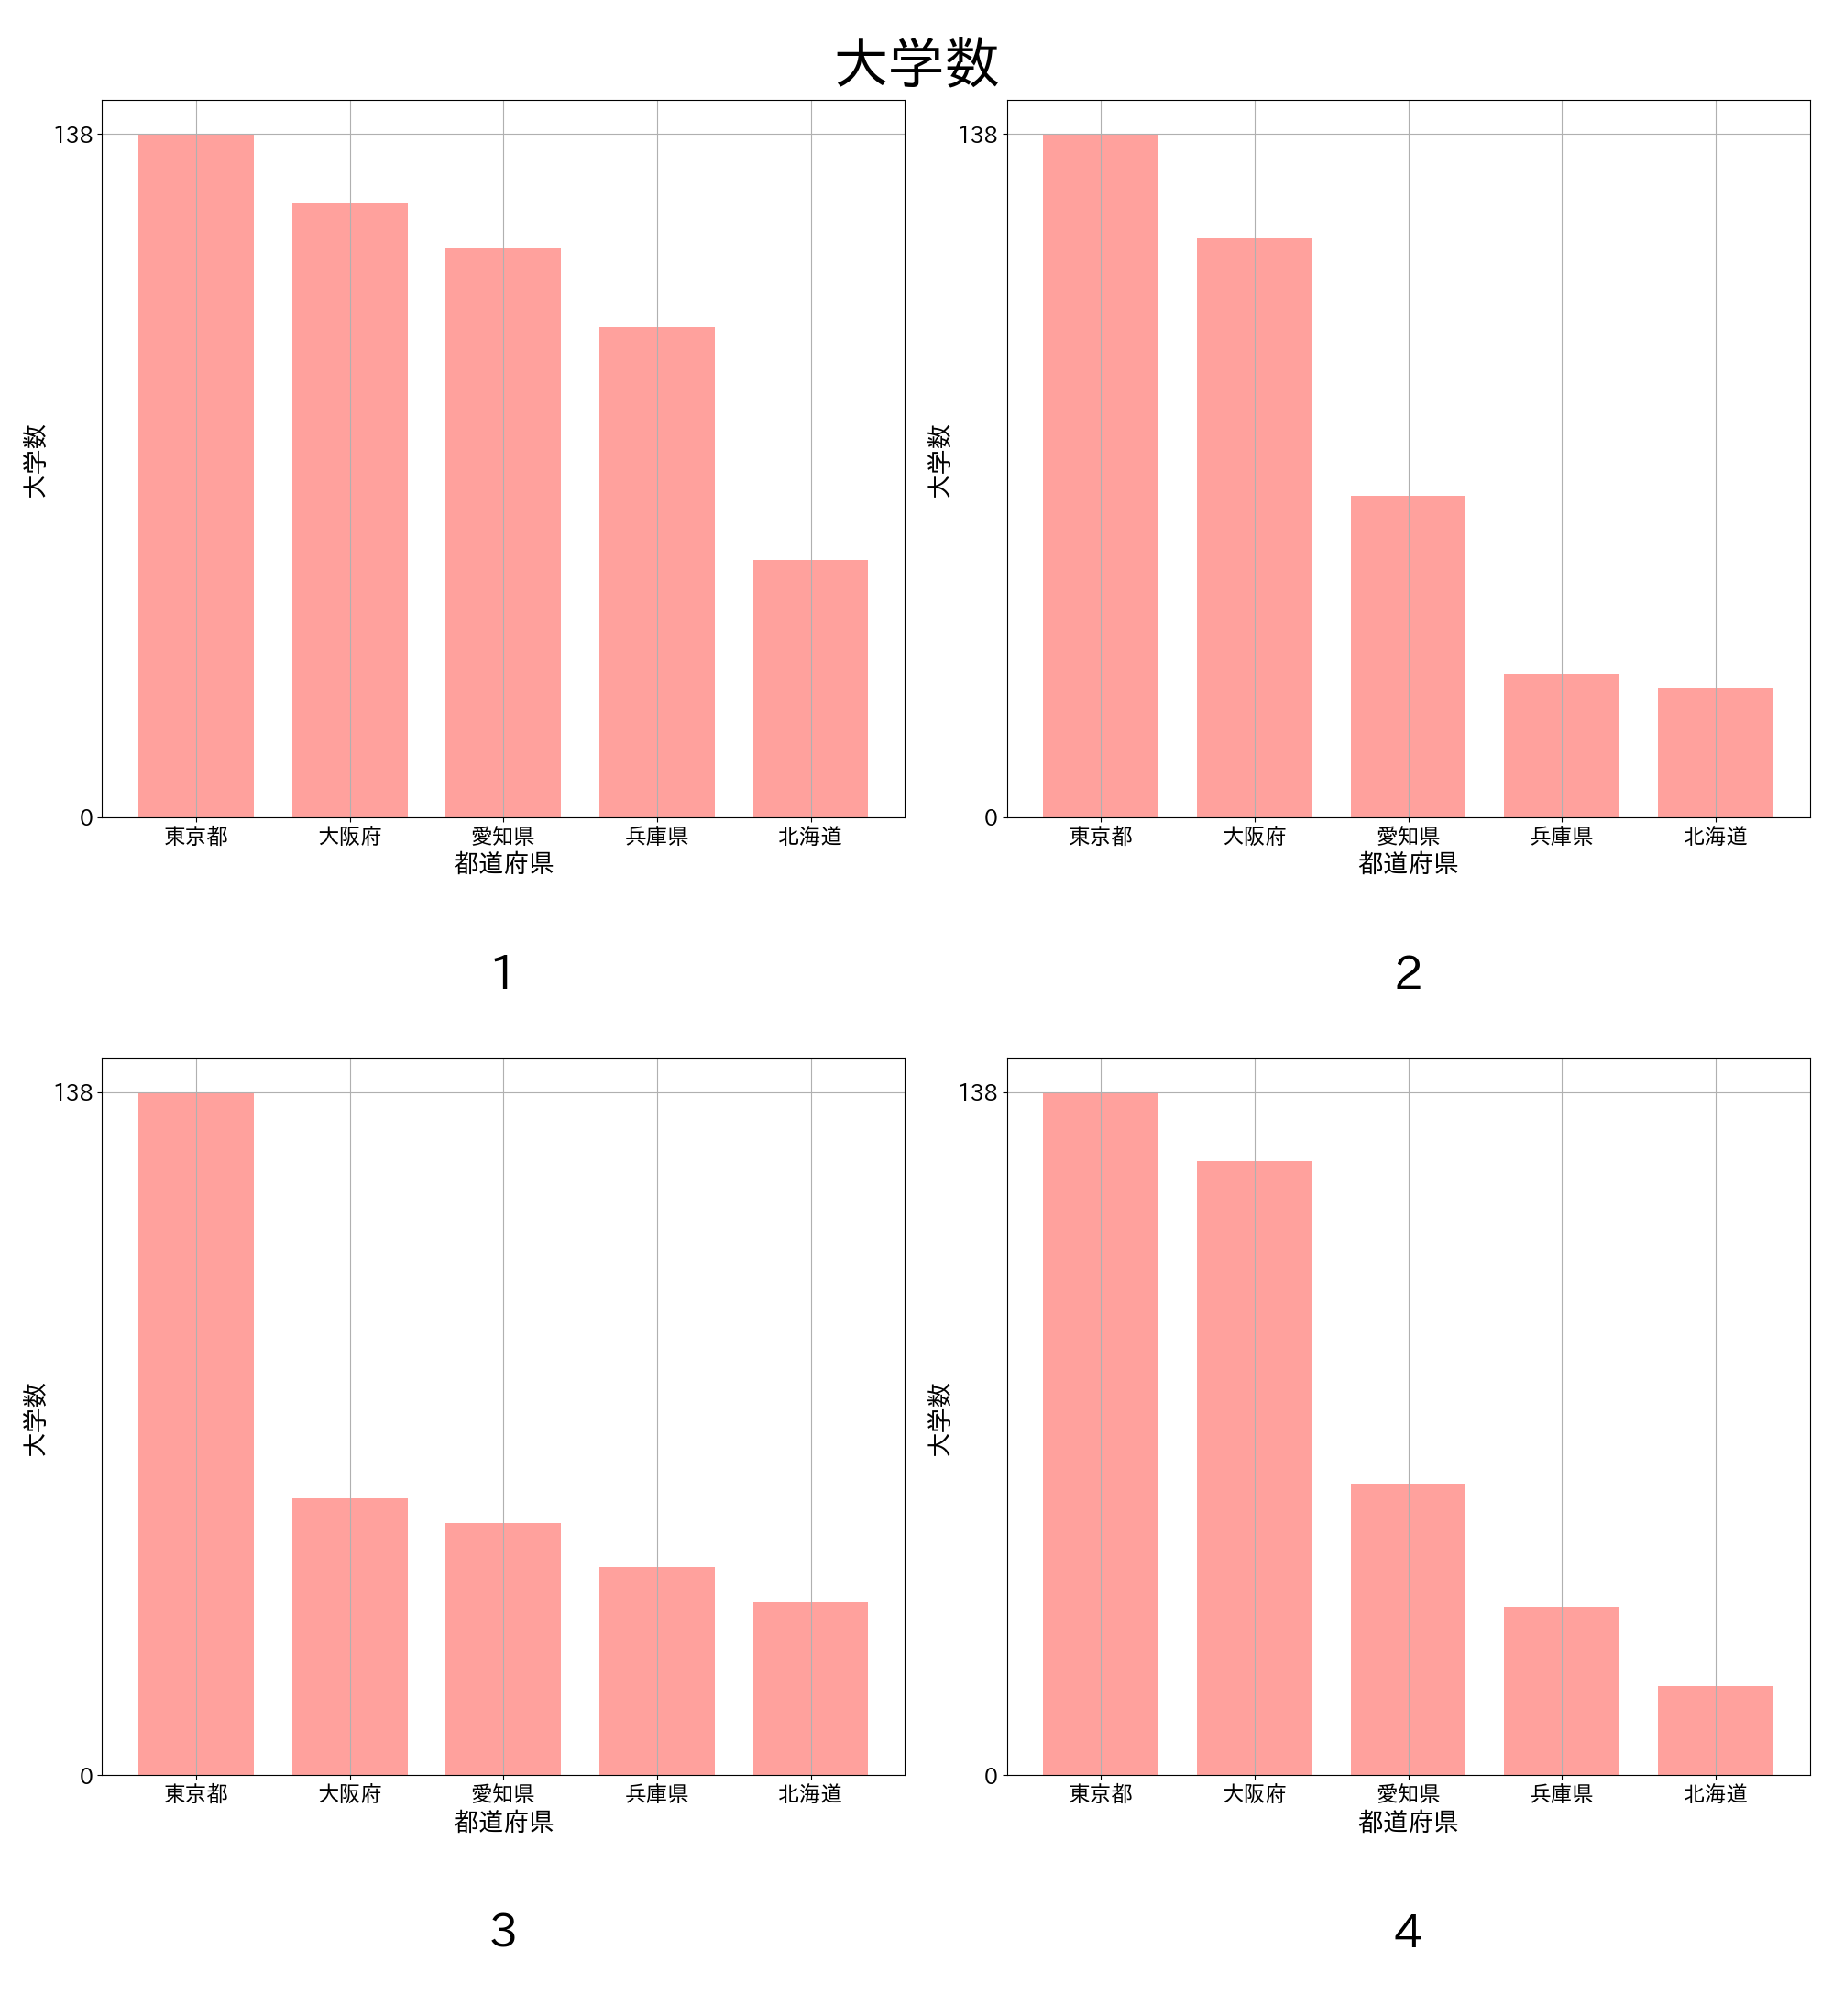 大学数
138
0
大学数
東京都 大阪府 愛知県 兵庫県 北海道
都道府県
1
138
0
大学数
東京都 大阪府 愛知県 兵庫県 北海道
都道府県
2
138
0
大学数
東京都 大阪府 愛知県 兵庫県 北海道
都道府県
3
138
0
大学数
東京都 大阪府 愛知県 兵庫県 北海道
都道府県
4